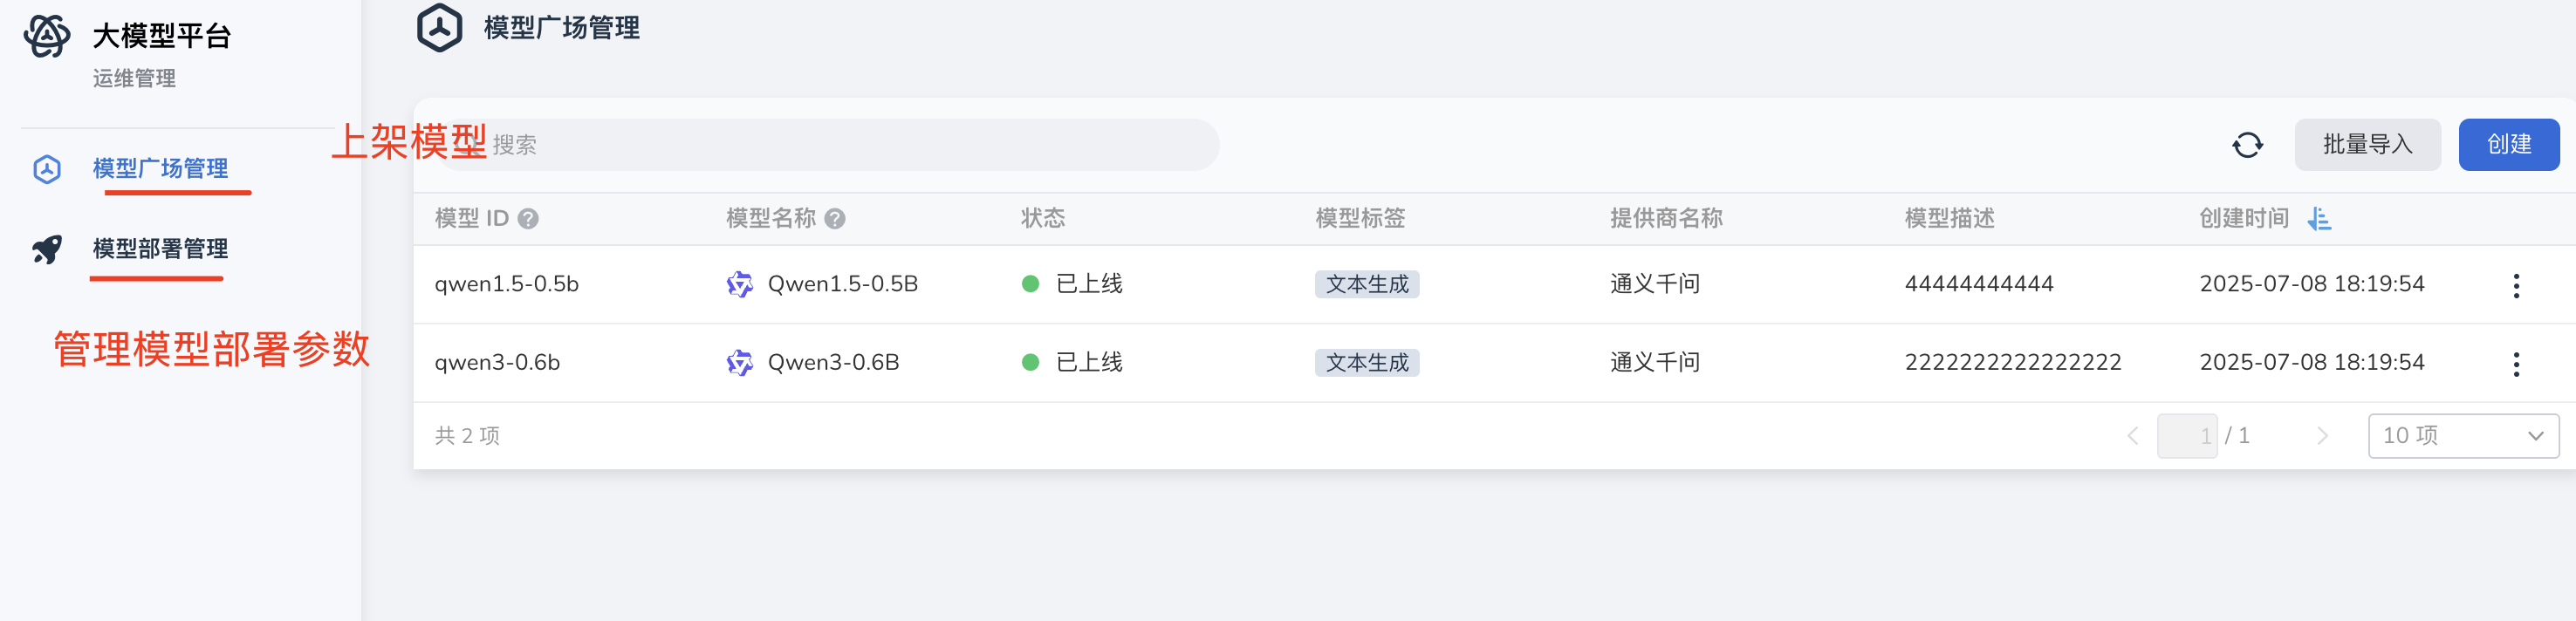 大模型平台
运维管理
模型广场管理
模型部署管理
管理模型部署参数
模型广场管理
上架模型
搜索
批量导入
创建
模型 ID 模型名称 状态 模型标签 提供商名称 模型描述 创建时间
qwen1.5-0.5b Qwen1.5-0.5B 已上线 文本生成 通义千问 44444444444 2025-07-08 18:19:54
qwen3-0.6b Qwen3-0.6B 已上线 文本生成 通义千问 2222222222222222 2025-07-08 18:19:54
共 2 项
1 / 1
10 项